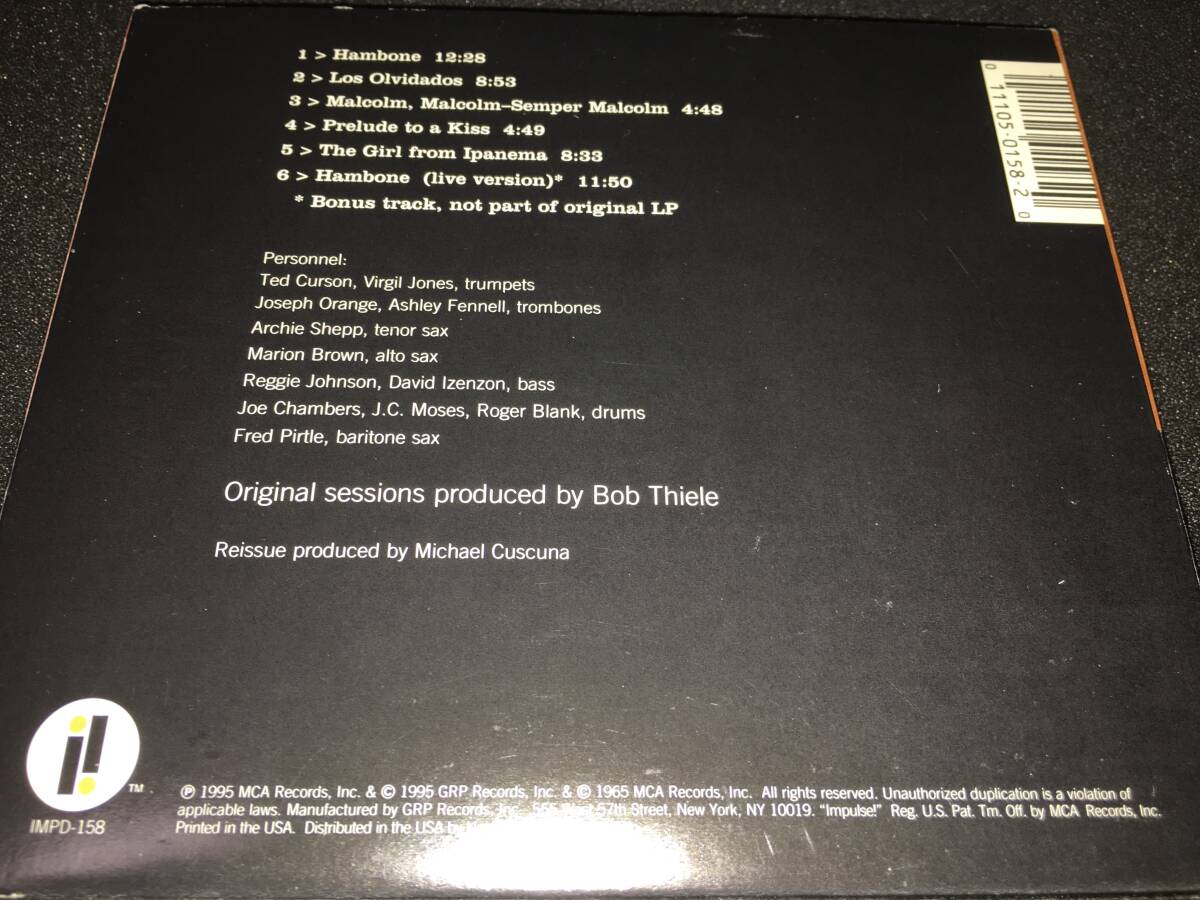 1 > Hambone 12:28
2 > Los Olvidados 8:53
3 > Malcolm, Malcolm–Semper Malcolm 4:48
4 > Prelude to a Kiss 4:49
5 > The Girl from Ipanema 8:33
6 > Hambone (live version)* 11:50
* Bonus track, not part of original LP
0 11105-0158-2 0
Personnel:
Ted Curson, Virgil Jones, trumpets
Joseph Orange, Ashley Fennell, trombones
Archie Shepp, tenor sax
Marion Brown, alto sax
Reggie Johnson, David Izenzon, bass
Joe Chambers, J.C. Moses, Roger Blank, drums
Fred Pirtle, baritone sax
Original sessions produced by Bob Thiele
Reissue produced by Michael Cuscuna
i! ™
IMPD-158
℗ 1995 MCA Records, Inc. & © 1995 GRP Records, Inc. & © 1965 MCA Records, Inc. All rights reserved. Unauthorized duplication is a violation of
applicable laws. Manufactured by GRP Records, Inc. 555 West 57th Street, New York, NY 10019. "Impulse!" Reg. U.S. Pat. Tm. Off. by MCA Records, Inc.
Printed in the USA. Distributed in the USA by